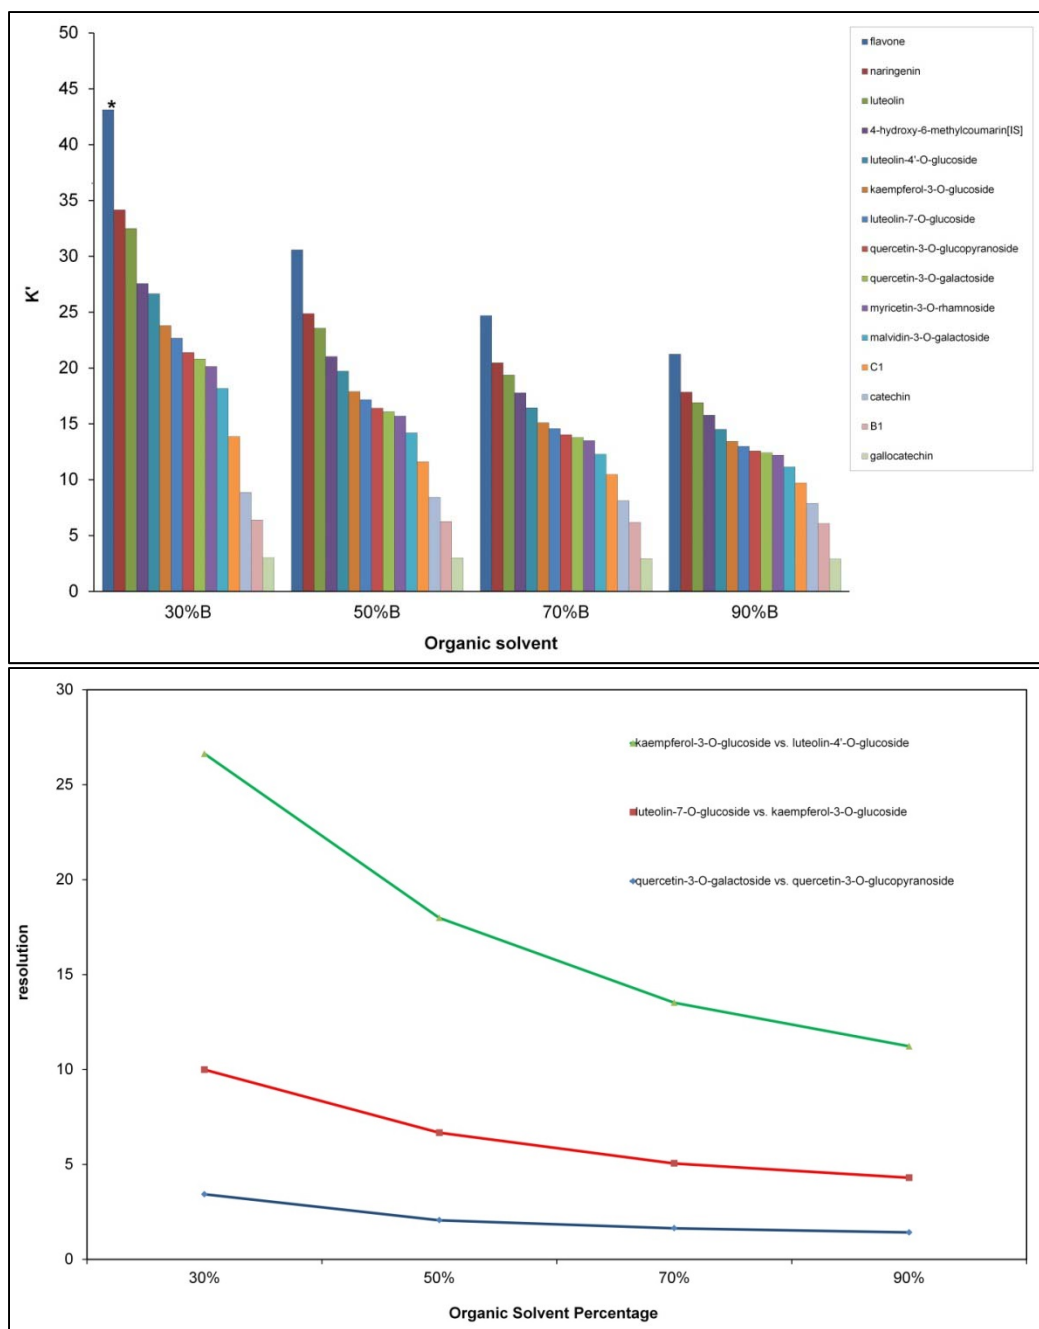 50
45
40
35
30
25
20
15
10
5
0
K'
*
30%B
50%B
70%B
90%B
Organic solvent
flavone
naringenin
luteolin
4-hydroxy-6-methylcoumarin[IS]
luteolin-4'-O-glucoside
kaempferol-3-O-glucoside
luteolin-7-O-glucoside
quercetin-3-O-glucopyranoside
quercetin-3-O-galactoside
myricetin-3-O-rhamnoside
malvidin-3-O-galactoside
C1
catechin
B1
gallocatechin
30
25
20
15
10
5
0
resolution
kaempferol-3-O-glucoside vs. luteolin-4'-O-glucoside
luteolin-7-O-glucoside vs. kaempferol-3-O-glucoside
quercetin-3-O-galactoside vs. quercetin-3-O-glucopyranoside
30%
50%
70%
90%
Organic Solvent Percentage